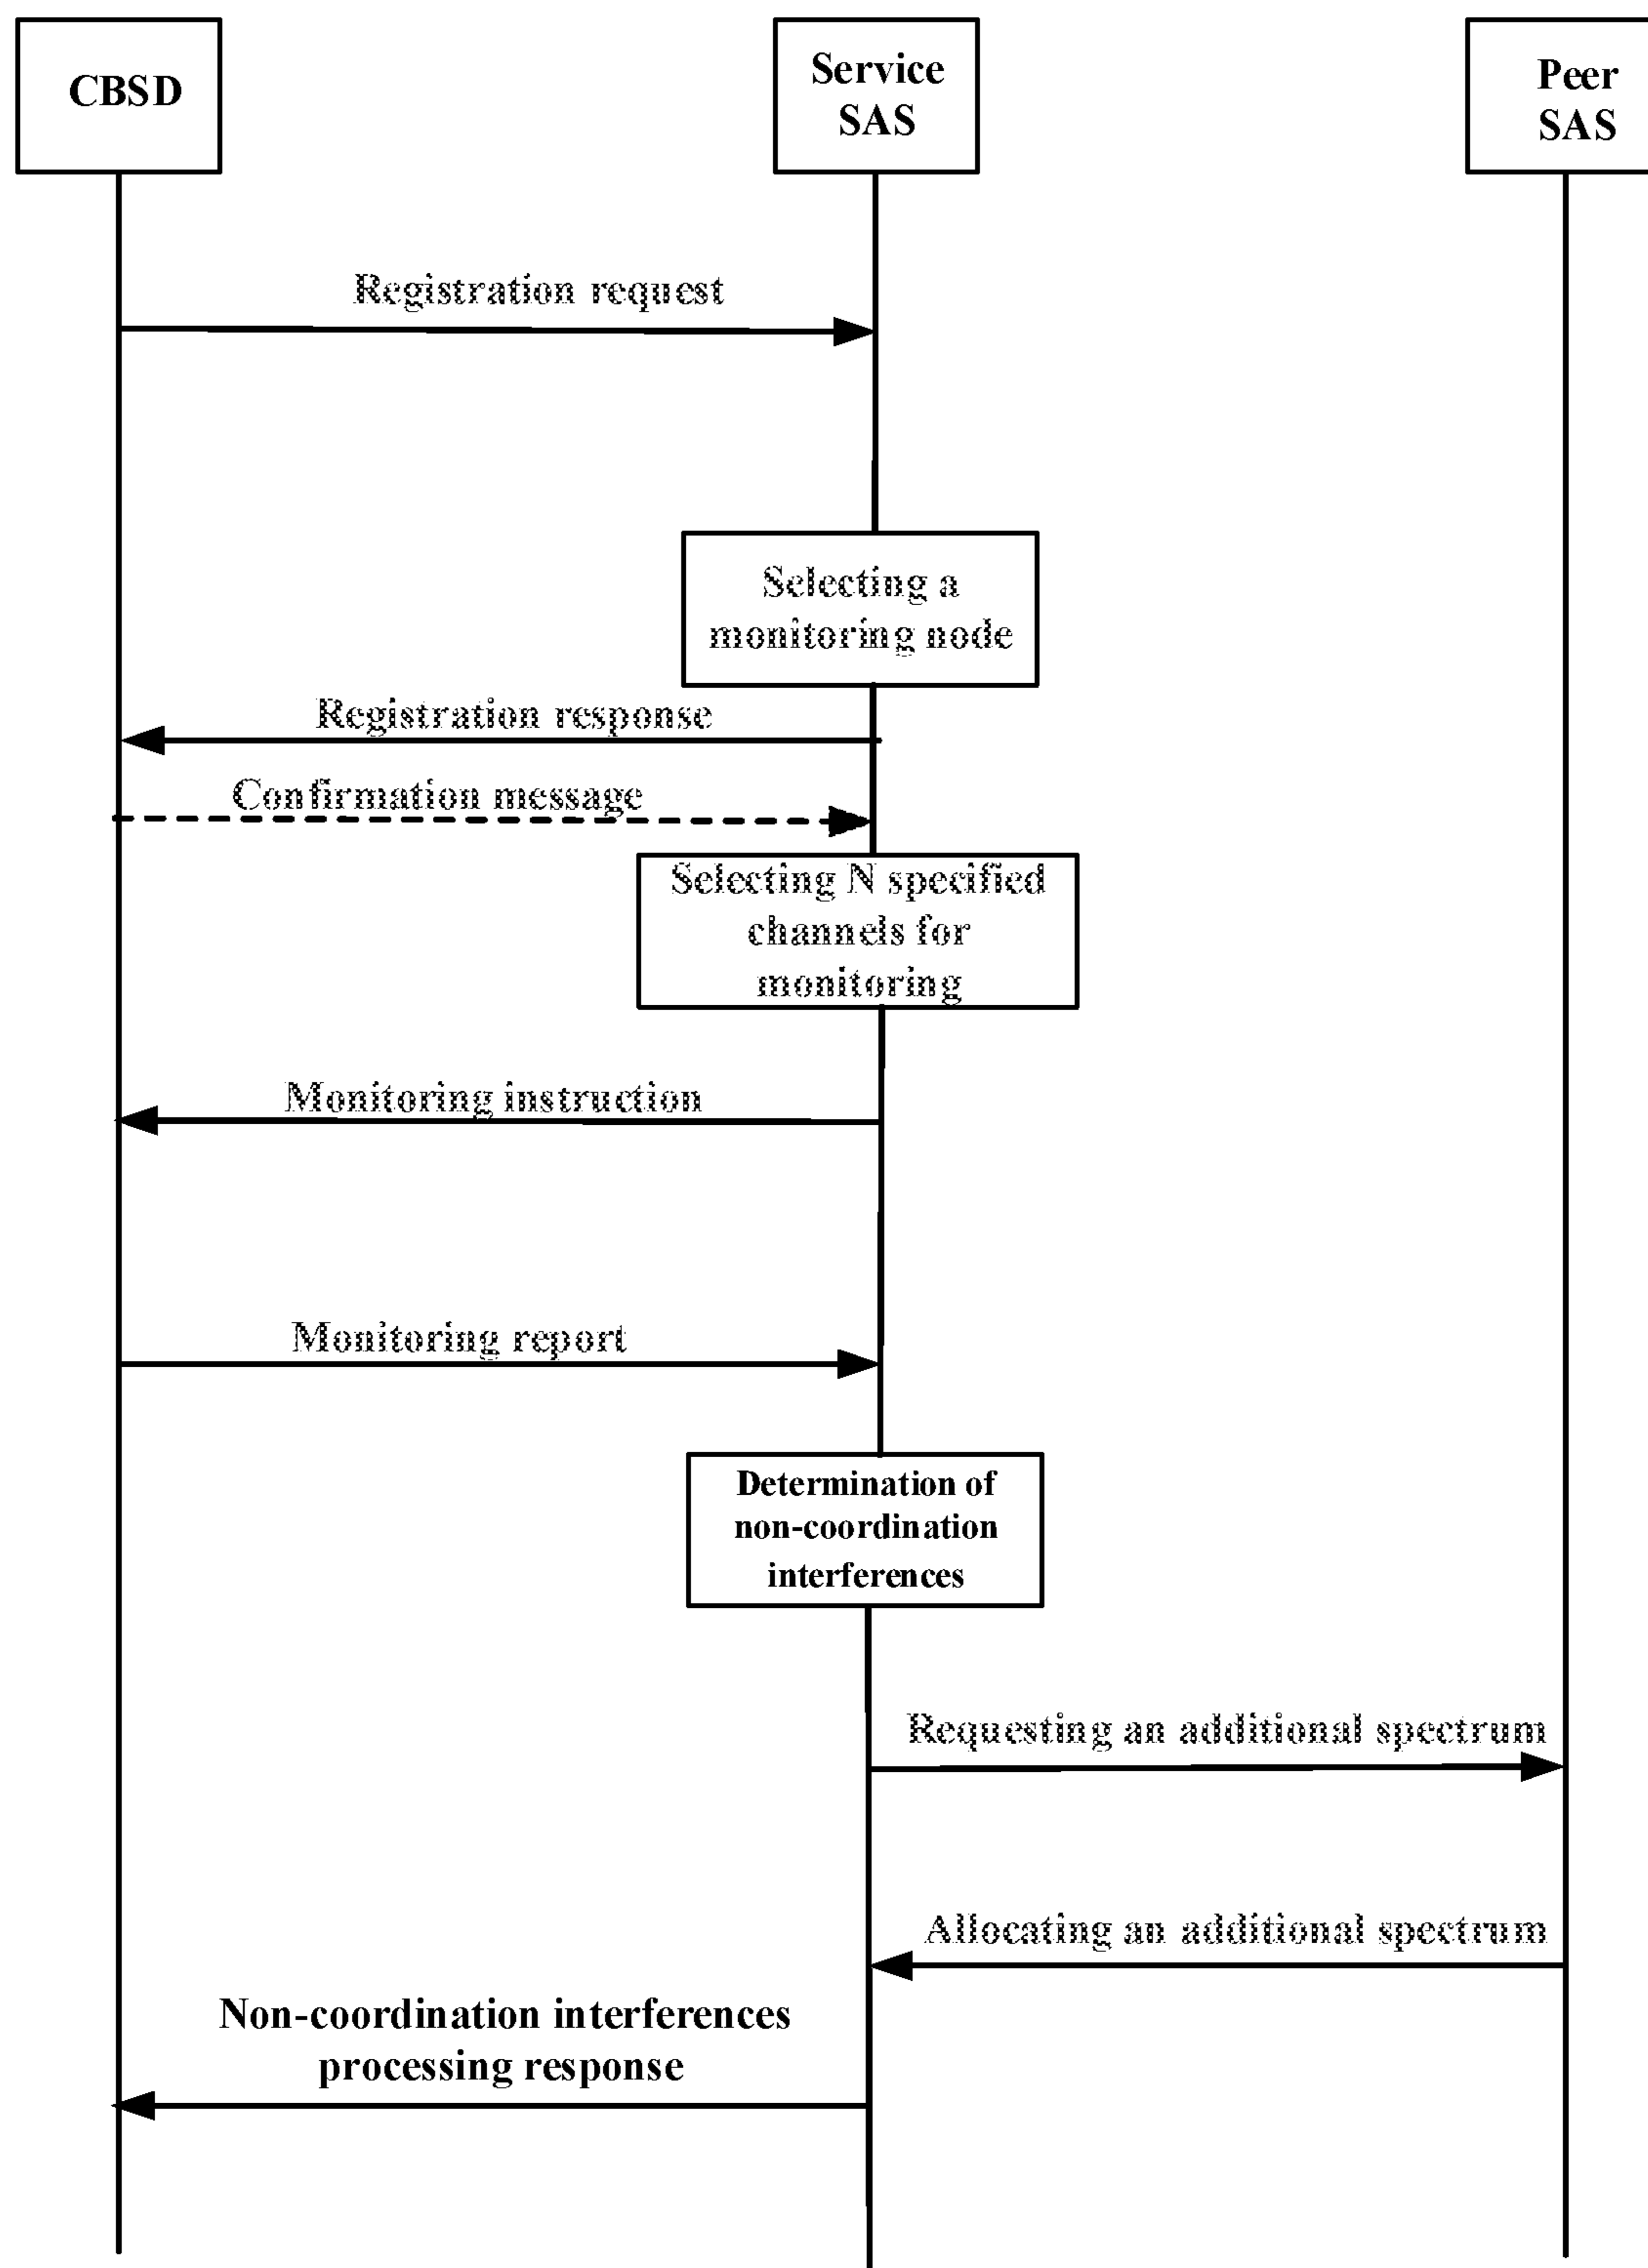 CBSD
Service
SAS
Peer
SAS
Registration request
Selecting a
monitoring node
Registration response
Confirmation message
Selecting N specified
channels for
monitoring
Monitoring instruction
Monitoring report
Determination of
non-coordination
interferences
Requesting an additional spectrum
Allocating an additional spectrum
Non-coordination interferences
processing response